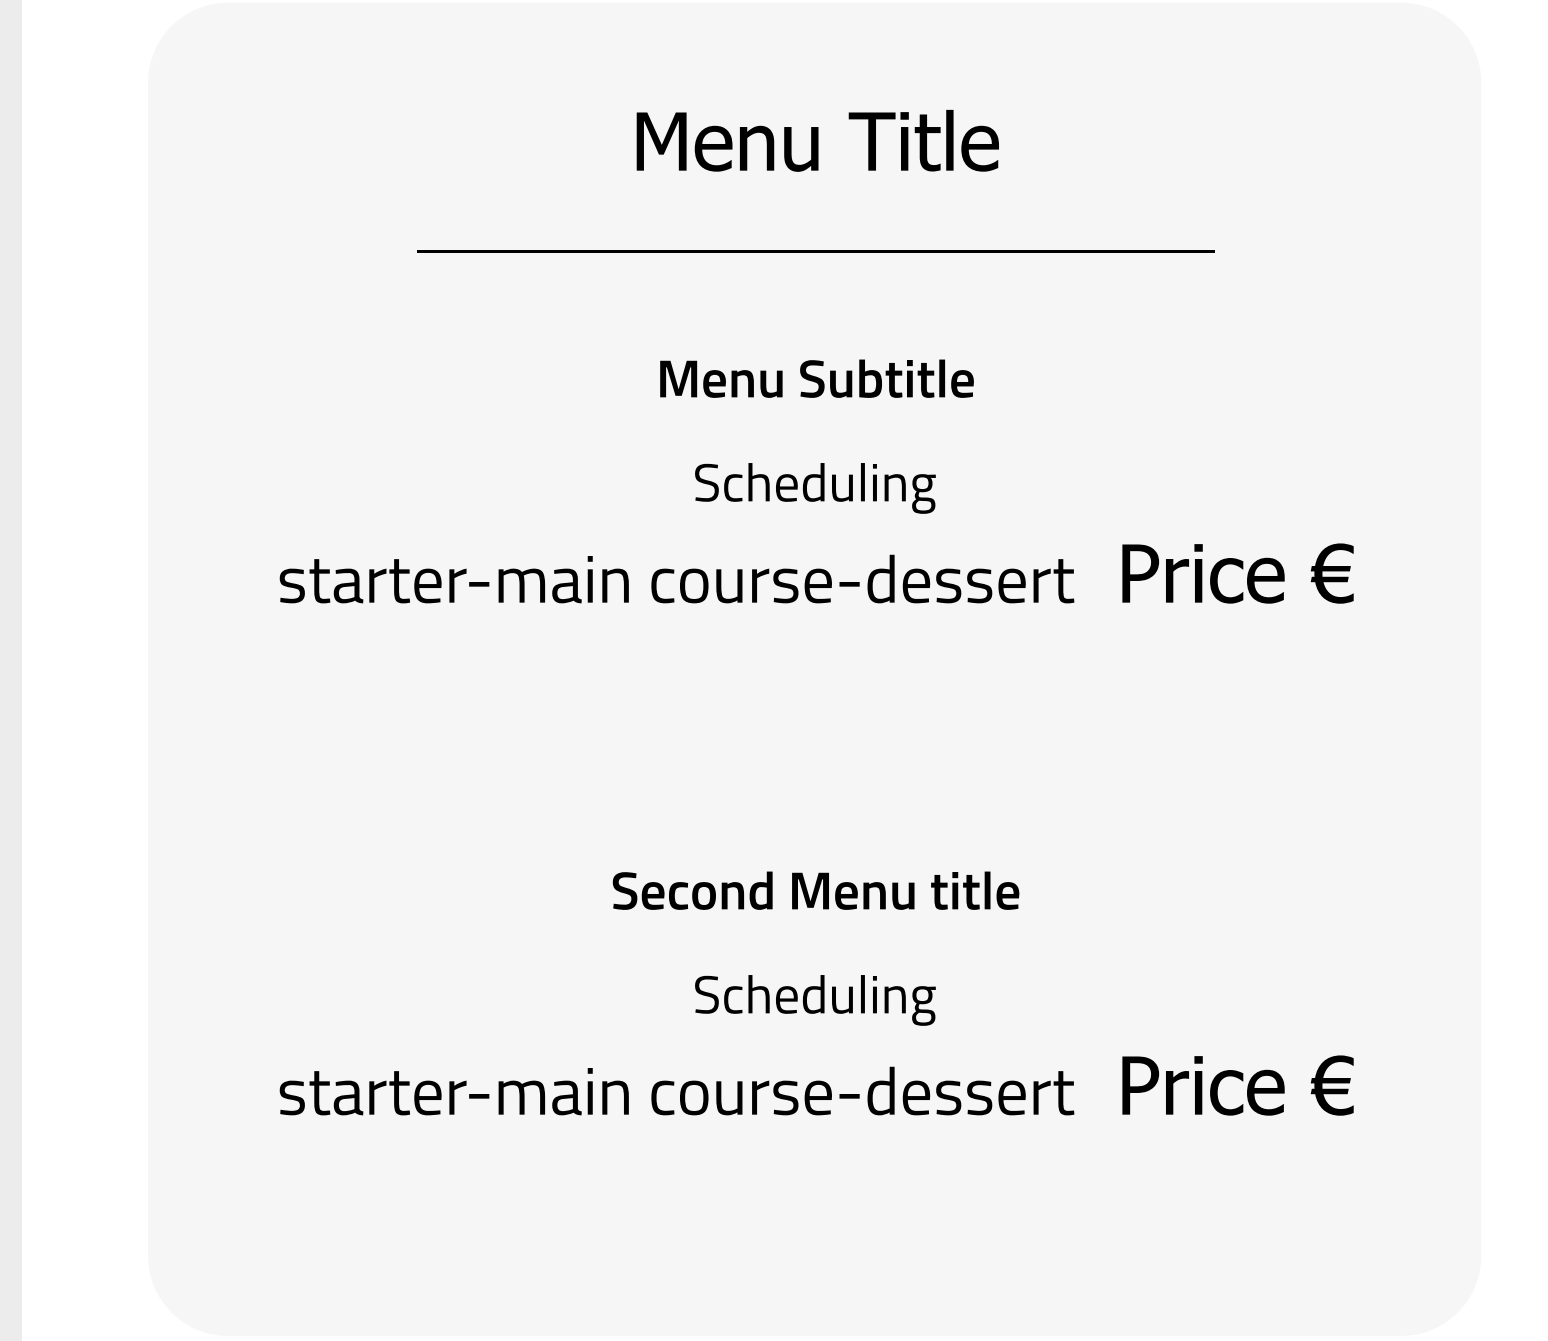 Menu Title
Menu Subtitle
Scheduling
starter-main course-dessert Price €
Second Menu title
Scheduling
starter-main course-dessert Price €